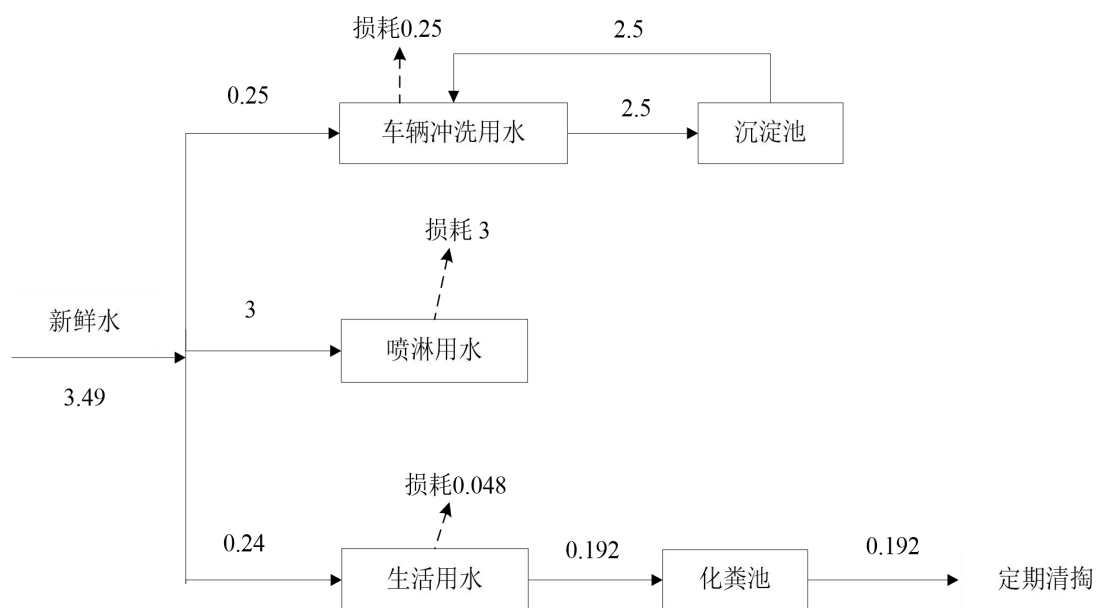 损耗0.25
2.5
0.25
车辆冲洗用水
2.5
沉淀池
损耗 3
新鲜水
3
喷淋用水
3.49
损耗0.048
0.24
生活用水
0.192
化粪池
0.192
定期清掏